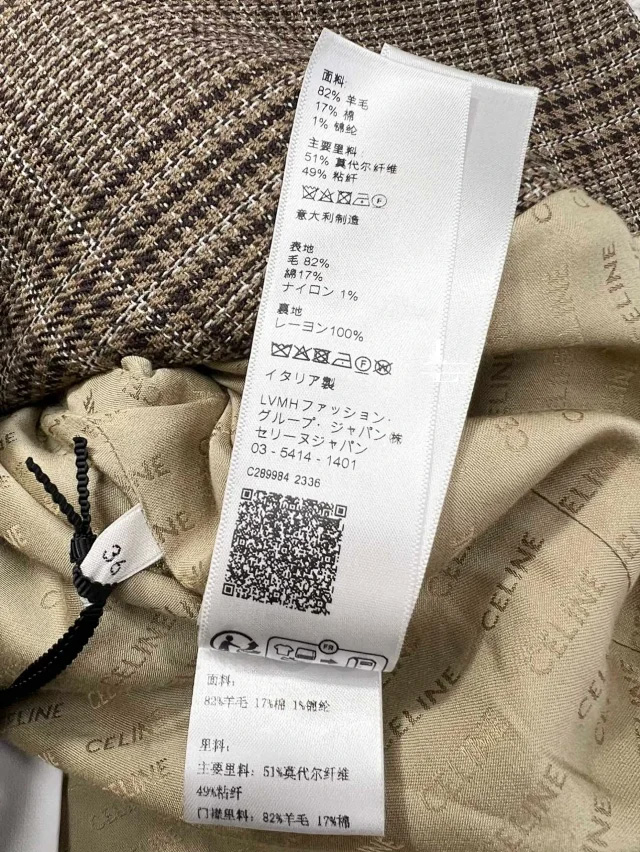 面料:
82% 羊毛
17% 棉
1% 锦纶
主要里料:
51% 莫代尔纤维
49% 粘纤
F
意大利制造
表地
毛 82%
綿17%
ナイロン 1%
裏地
レーヨン100%
F
W
イタリア製
LVMHファッション・
グループ・ジャパン㈱
セリーヌジャパン
03 - 5414 - 1401
C289984 2336
FR
面料:
82%羊毛 17%棉 1%锦纶
里料:
主要里料: 51%莫代尔纤维
49%粘纤
门襟里料: 82%羊毛 17%棉
36
CELINE
CELINE
CELINE
CELINE
CELINE
CELINE
CELINE
CELINE